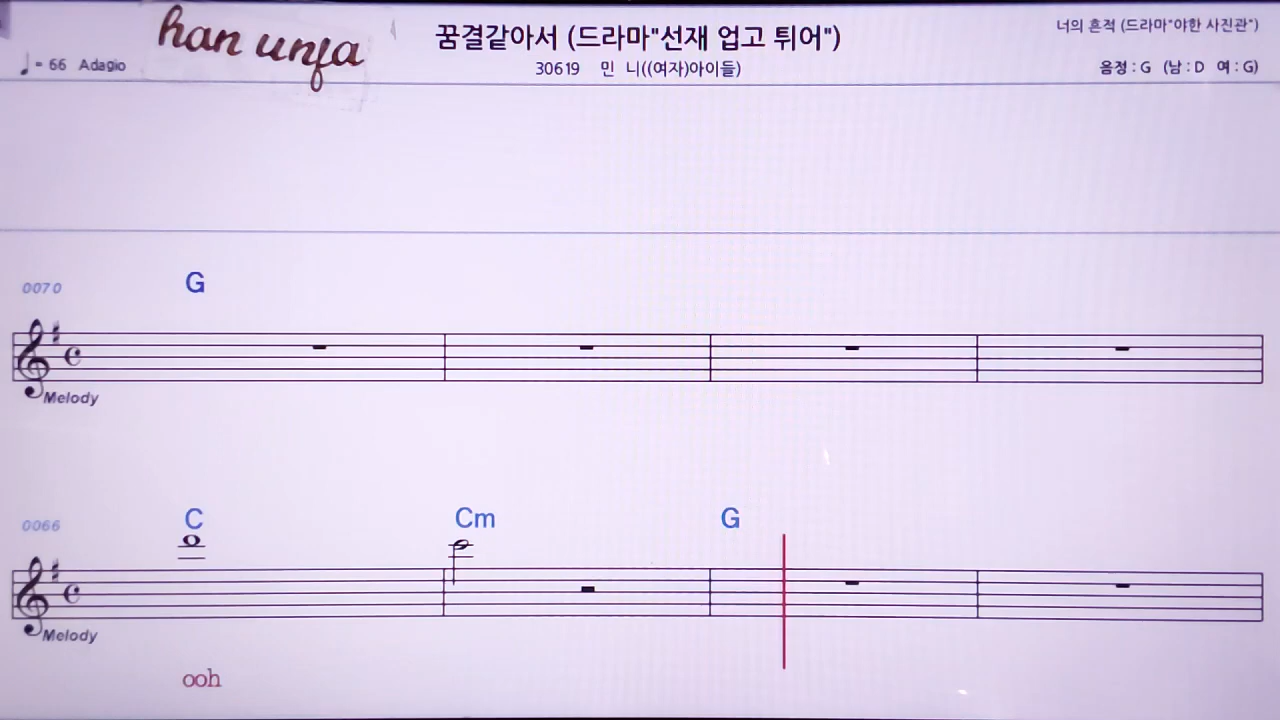 han unfa
꿈결같아서 (드라마"선재 업고 튀어")
너의 흔적 (드라마"야한 사진관")
= 66 Adagio
30619 민 니((여자)아이들)
음정 : G (남 : D 여 : G)
0070 G
Melody
0066 C Cm G
Melody
ooh